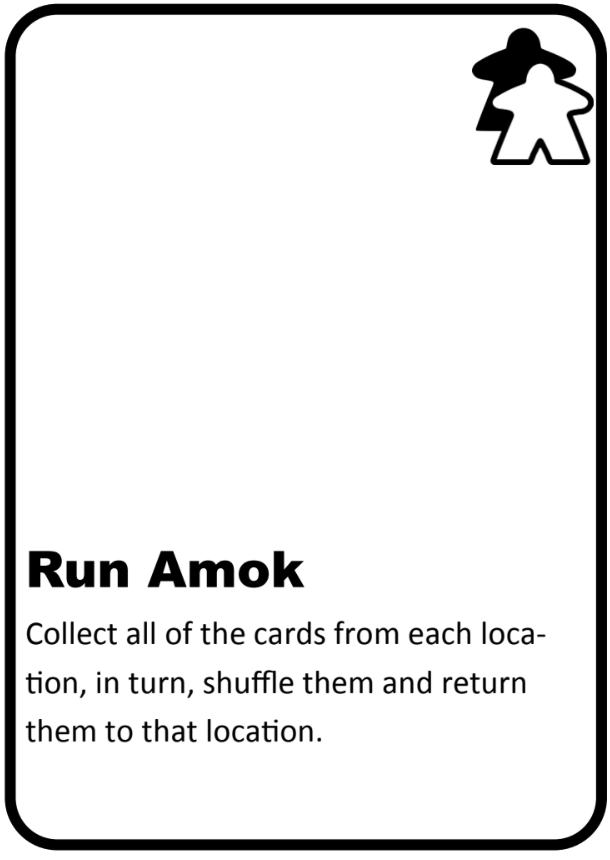 Run Amok
Collect all of the cards from each loca-
tion, in turn, shuffle them and return
them to that location.